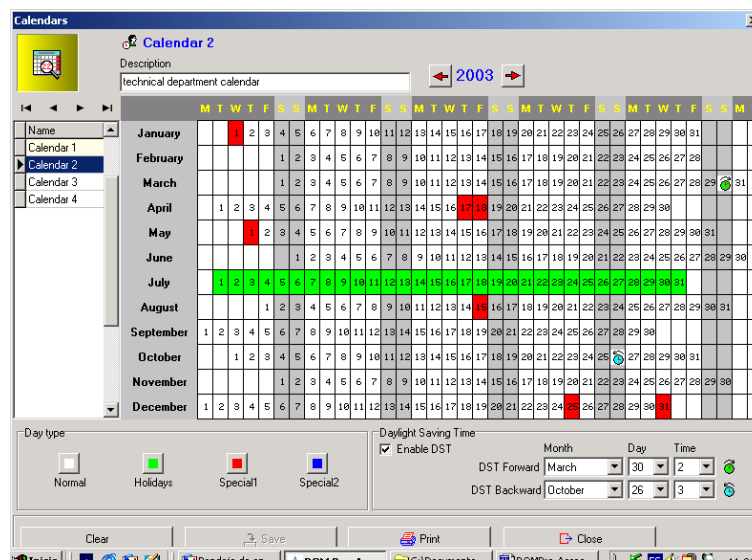 Calendars
Calendar 2
Description
technical department calendar
2003
M T W T F S S M T W T F S S M T W T F S S M T W T F S S M T W T F S S M
Name
Calendar 1
Calendar 2
Calendar 3
Calendar 4
January 1 2 3 4 5 6 7 8 9 10 11 12 13 14 15 16 17 18 19 20 21 22 23 24 25 26 27 28 29 30 31
February 1 2 3 4 5 6 7 8 9 10 11 12 13 14 15 16 17 18 19 20 21 22 23 24 25 26 27 28
March 1 2 3 4 5 6 7 8 9 10 11 12 13 14 15 16 17 18 19 20 21 22 23 24 25 26 27 28 29 31
April 1 2 3 4 5 6 7 8 9 10 11 12 13 14 15 16 17 18 19 20 21 22 23 24 25 26 27 28 29 30
May 1 2 3 4 5 6 7 8 9 10 11 12 13 14 15 16 17 18 19 20 21 22 23 24 25 26 27 28 29 30 31
June 1 2 3 4 5 6 7 8 9 10 11 12 13 14 15 16 17 18 19 20 21 22 23 24 25 26 27 28 29 30
July 1 2 3 4 5 6 7 8 9 10 11 12 13 14 15 16 17 18 19 20 21 22 23 24 25 26 27 28 29 30 31
August 1 2 3 4 5 6 7 8 9 10 11 12 13 14 15 16 17 18 19 20 21 22 23 24 25 26 27 28 29 30 31
September 1 2 3 4 5 6 7 8 9 10 11 12 13 14 15 16 17 18 19 20 21 22 23 24 25 26 27 28 29 30
October 1 2 3 4 5 6 7 8 9 10 11 12 13 14 15 16 17 18 19 20 21 22 23 24 25 27 28 29 30 31
November 1 2 3 4 5 6 7 8 9 10 11 12 13 14 15 16 17 18 19 20 21 22 23 24 25 26 27 28 29 30
December 1 2 3 4 5 6 7 8 9 10 11 12 13 14 15 16 17 18 19 20 21 22 23 24 25 26 27 28 29 30 31
Day type
Normal Holidays Special1 Special2
Daylight Saving Time
Enable DST Month Day Time
DST Forward March 30 2
DST Backward October 26 3
Clear Save Print Close